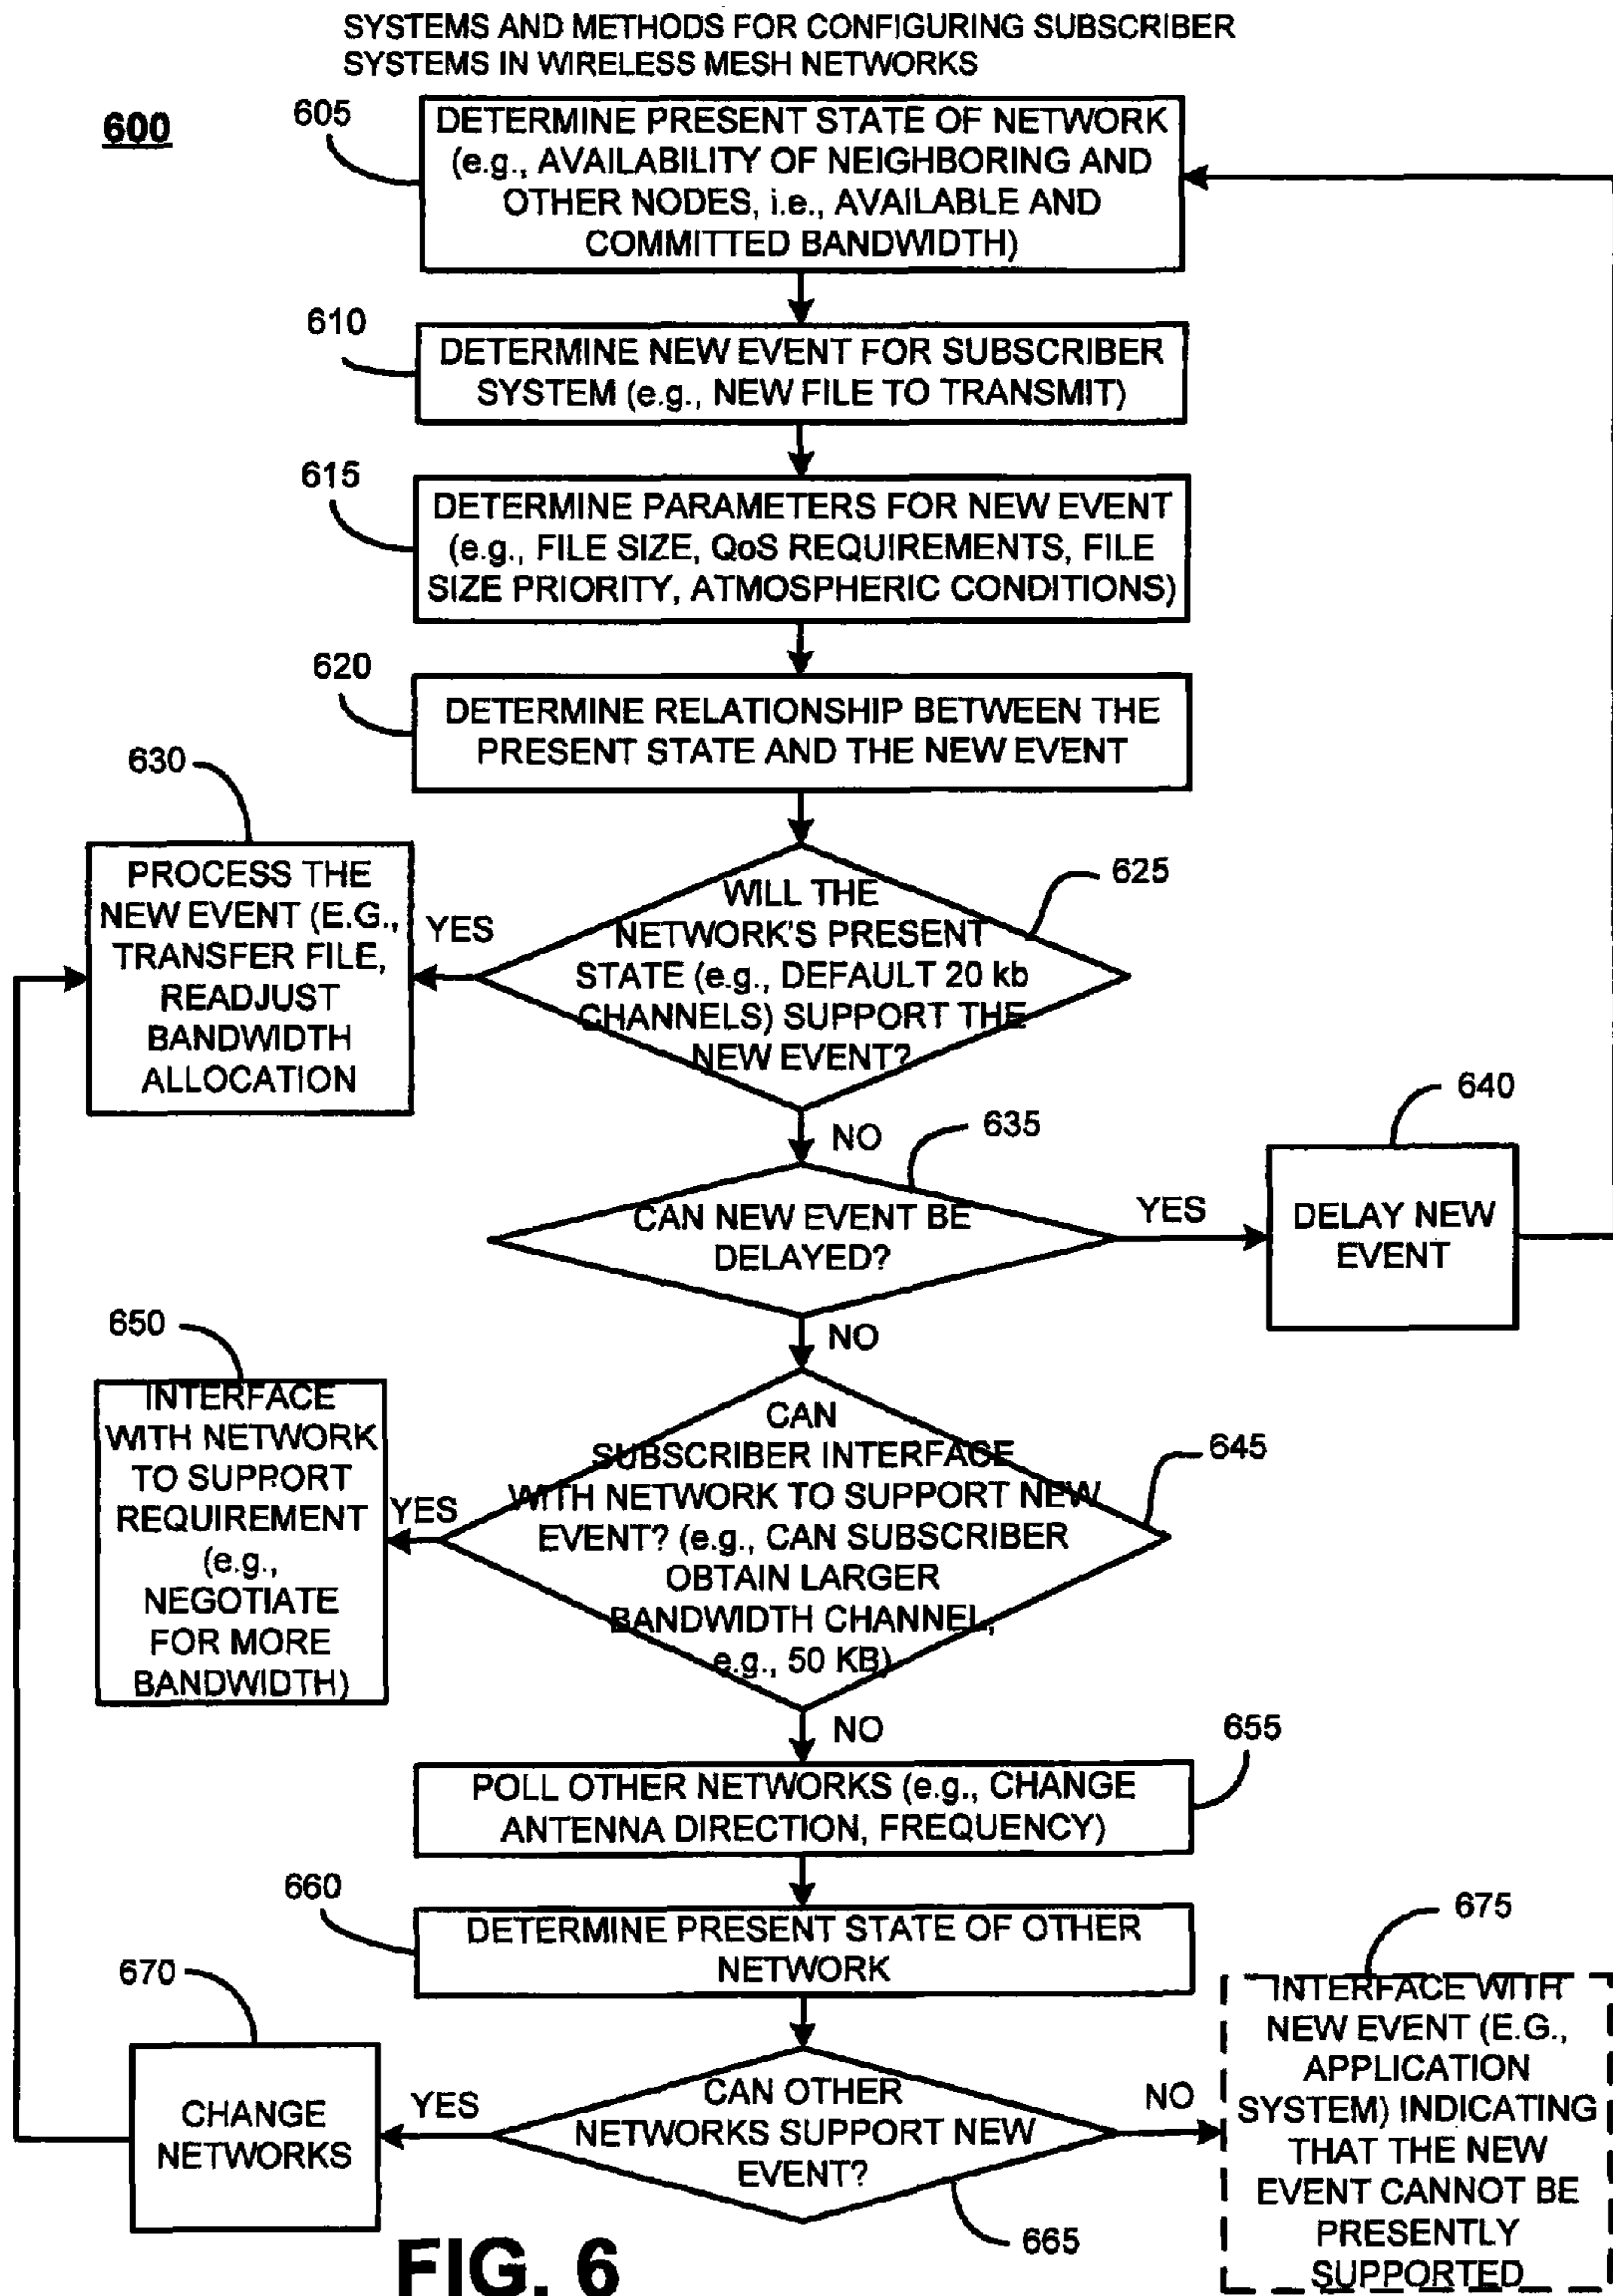 SYSTEMS AND METHODS FOR CONFIGURING SUBSCRIBER
SYSTEMS IN WIRELESS MESH NETWORKS
600
605
DETERMINE PRESENT STATE OF NETWORK
(e.g., AVAILABILITY OF NEIGHBORING AND
OTHER NODES, i.e., AVAILABLE AND
COMMITTED BANDWIDTH)
610
DETERMINE NEW EVENT FOR SUBSCRIBER
SYSTEM (e.g., NEW FILE TO TRANSMIT)
615
DETERMINE PARAMETERS FOR NEW EVENT
(e.g., FILE SIZE, QoS REQUIREMENTS, FILE
SIZE PRIORITY, ATMOSPHERIC CONDITIONS)
620
DETERMINE RELATIONSHIP BETWEEN THE
PRESENT STATE AND THE NEW EVENT
630
PROCESS THE
NEW EVENT (E.G.,
TRANSFER FILE,
READJUST
BANDWIDTH
ALLOCATION
YES
625
WILL THE
NETWORK'S PRESENT
STATE (e.g., DEFAULT 20 kb
CHANNELS) SUPPORT THE
NEW EVENT?
NO
635
CAN NEW EVENT BE
DELAYED?
YES
640
DELAY NEW
EVENT
NO
650
INTERFACE
WITH NETWORK
TO SUPPORT
REQUIREMENT
(e.g.,
NEGOTIATE
FOR MORE
BANDWIDTH)
YES
645
CAN
SUBSCRIBER INTERFACE
WITH NETWORK TO SUPPORT NEW
EVENT? (e.g., CAN SUBSCRIBER
OBTAIN LARGER
BANDWIDTH CHANNEL,
e.g., 50 KB)
NO
655
POLL OTHER NETWORKS (e.g., CHANGE
ANTENNA DIRECTION, FREQUENCY)
660
DETERMINE PRESENT STATE OF OTHER
NETWORK
670
CHANGE
NETWORKS
YES
CAN OTHER
NETWORKS SUPPORT NEW
EVENT?
665
NO
675
INTERFACE WITH
NEW EVENT (E.G.,
APPLICATION
SYSTEM) INDICATING
THAT THE NEW
EVENT CANNOT BE
PRESENTLY
SUPPORTED
FIG. 6